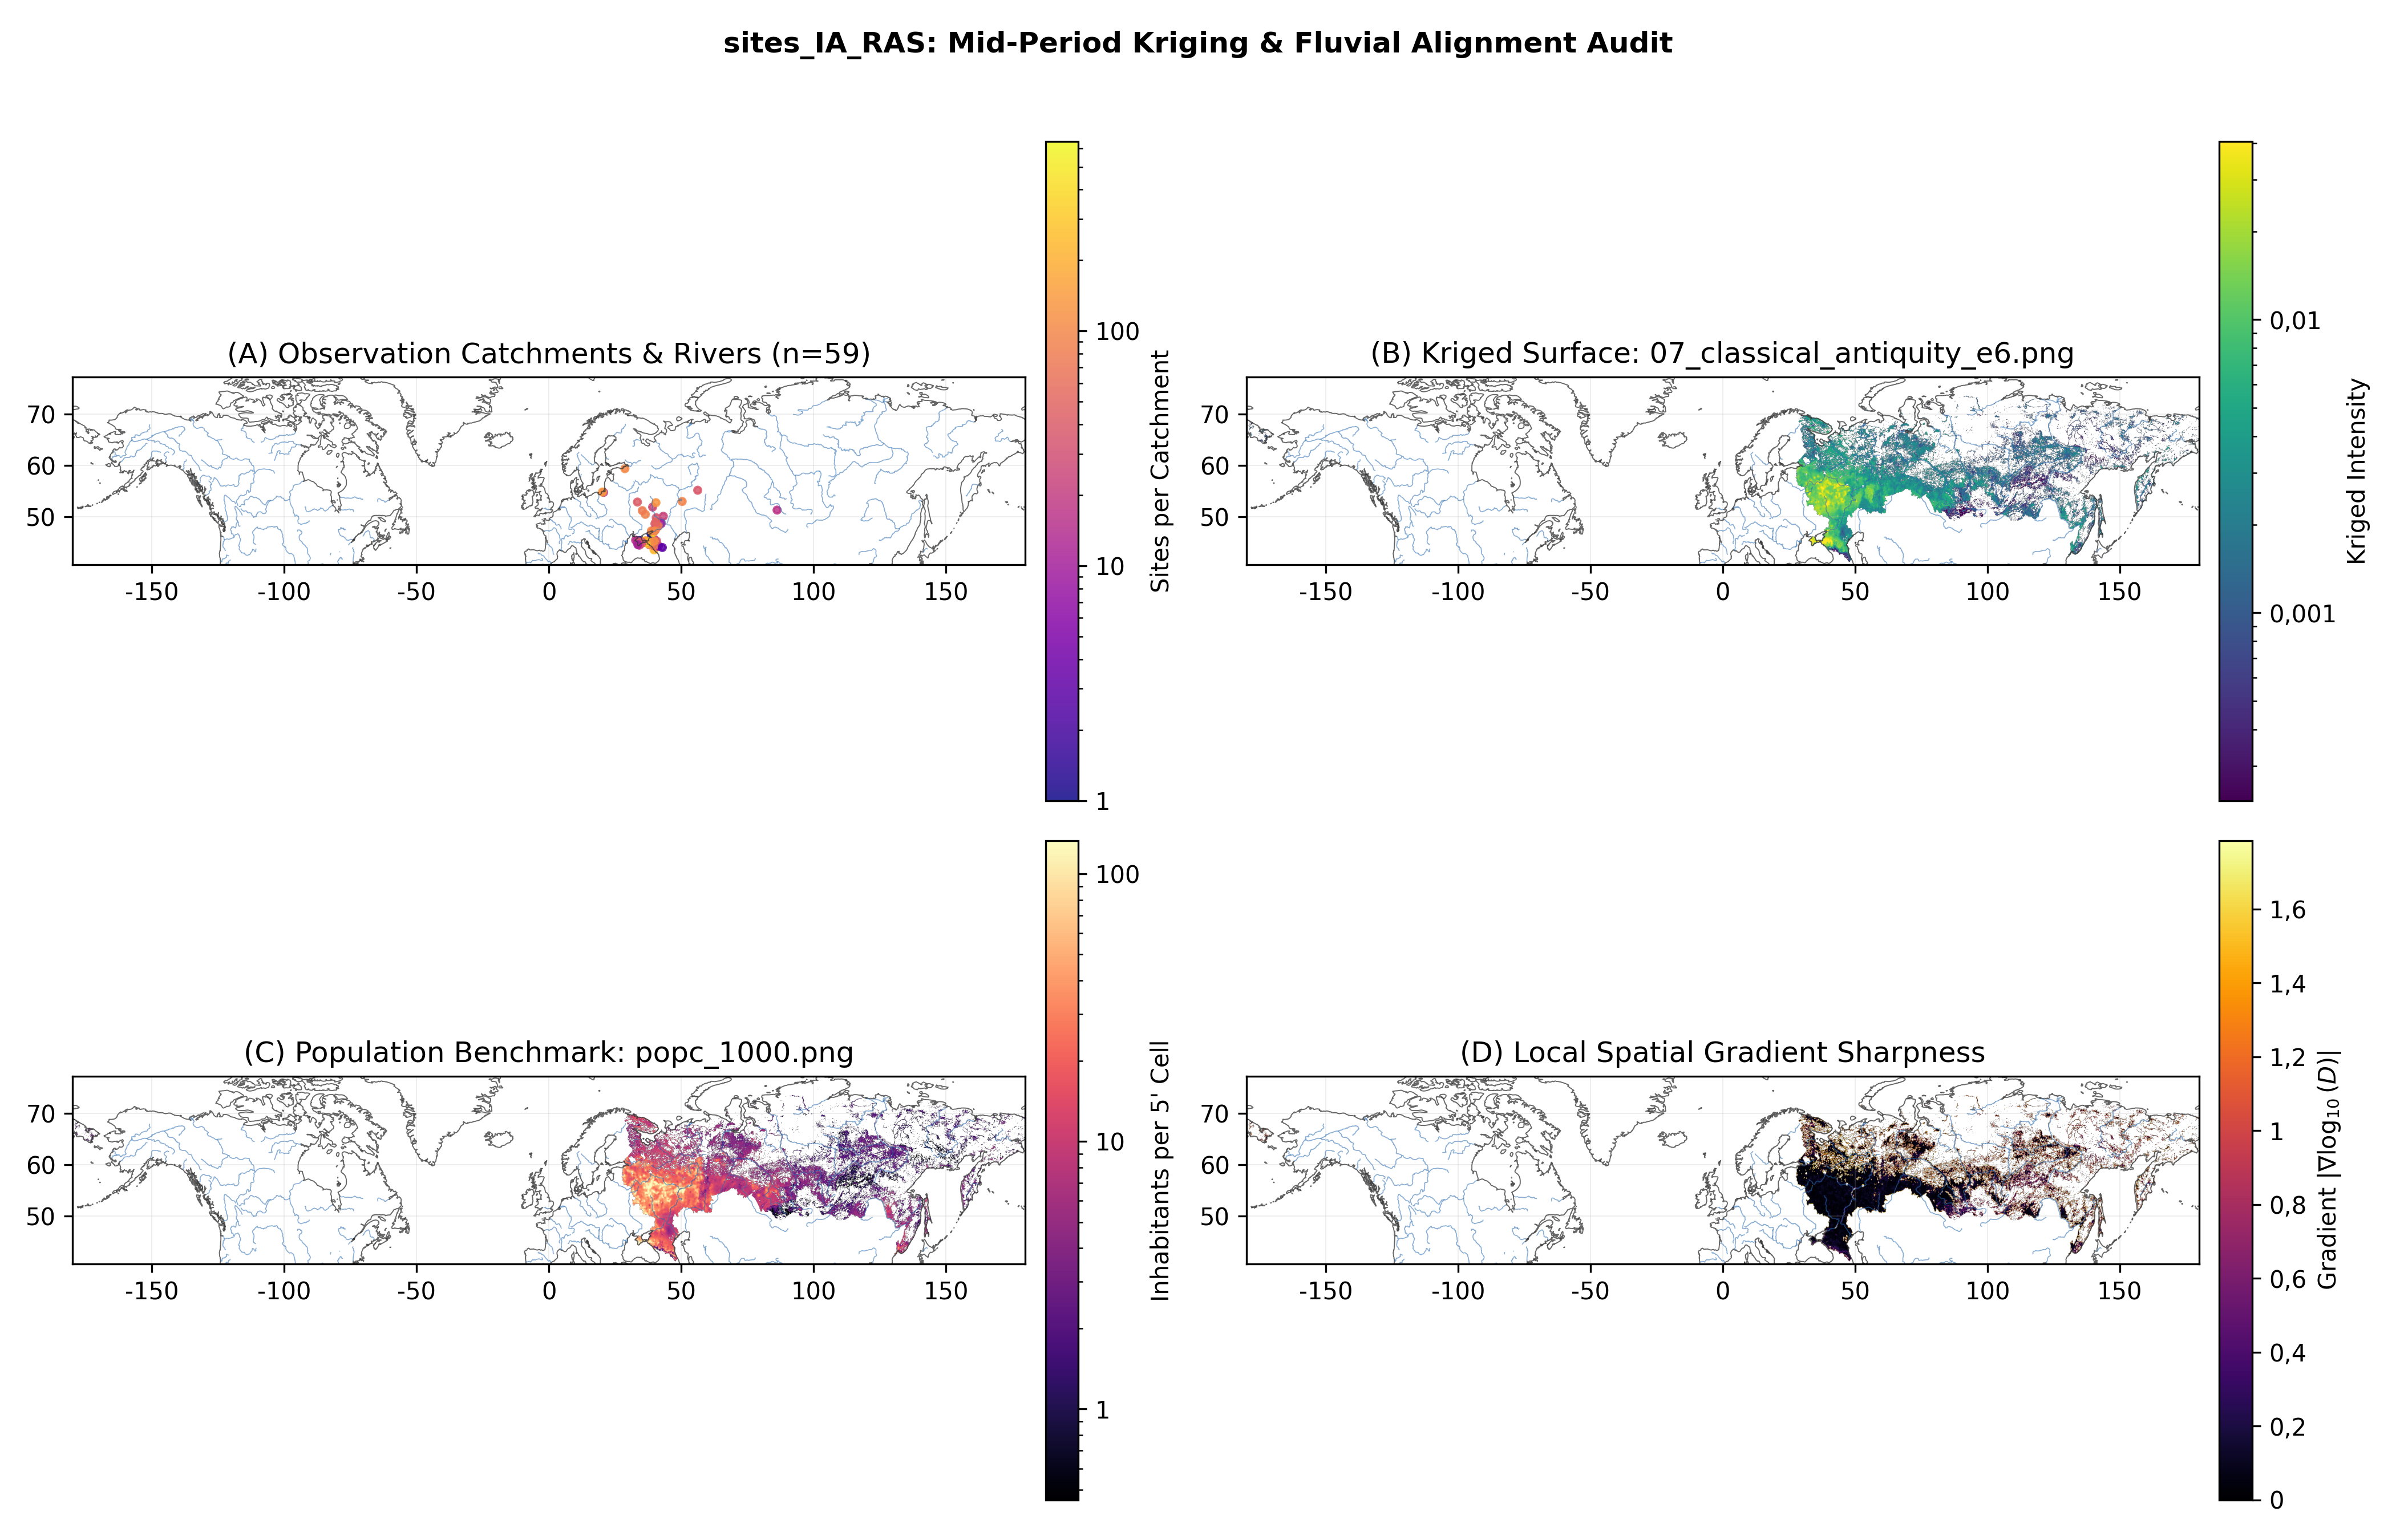 sites_IA_RAS: Mid-Period Kriging & Fluvial Alignment Audit
(A) Observation Catchments & Rivers (n=59)
70
60
50
-150 -100 -50 0 50 100 150
100
10
1
Sites per Catchment
(B) Kriged Surface: 07_classical_antiquity_e6.png
70
60
50
-150 -100 -50 0 50 100 150
0,01
0,001
Kriged Intensity
(C) Population Benchmark: popc_1000.png
70
60
50
-150 -100 -50 0 50 100 150
100
10
1
Inhabitants per 5' Cell
(D) Local Spatial Gradient Sharpness
70
60
50
-150 -100 -50 0 50 100 150
1,6
1,4
1,2
1
0,8
0,6
0,4
0,2
0
Gradient |∇log₁₀(D)|